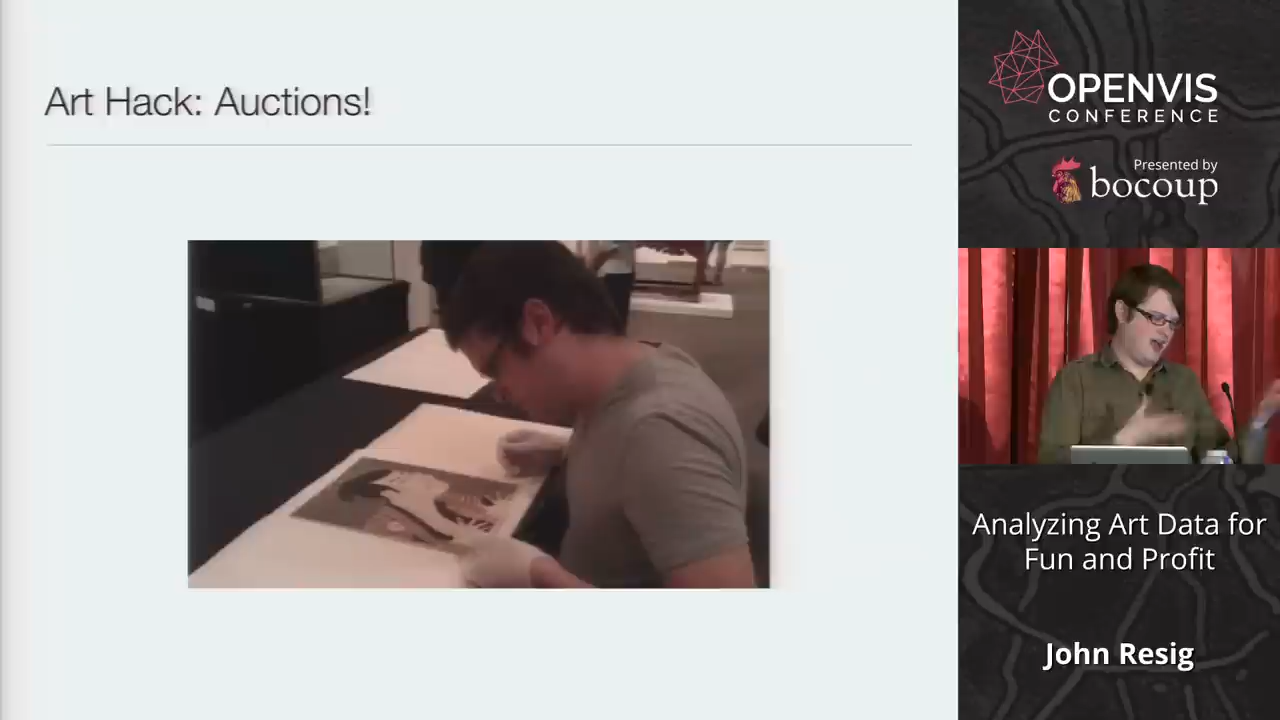 Art Hack: Auctions!
OPENVIS
CONFERENCE
Presented by
bocoup
Analyzing Art Data for
Fun and Profit
John Resig